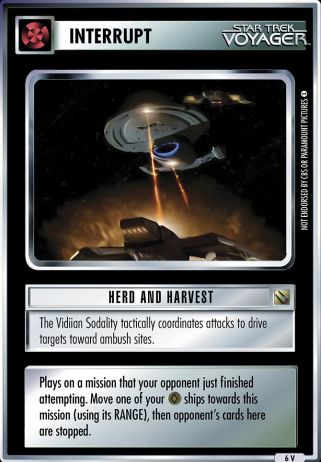 INTERRUPT
STAR TREK
VOYAGER
NOT ENDORSED BY CBS OR PARAMOUNT PICTURES
HERD AND HARVEST
The Vidiian Sodality tactically coordinates attacks to drive
targets toward ambush sites.
Plays on a mission that your opponent just finished
attempting. Move one of your ships towards this
mission (using its RANGE), then opponent's cards here
are stopped.
6 V